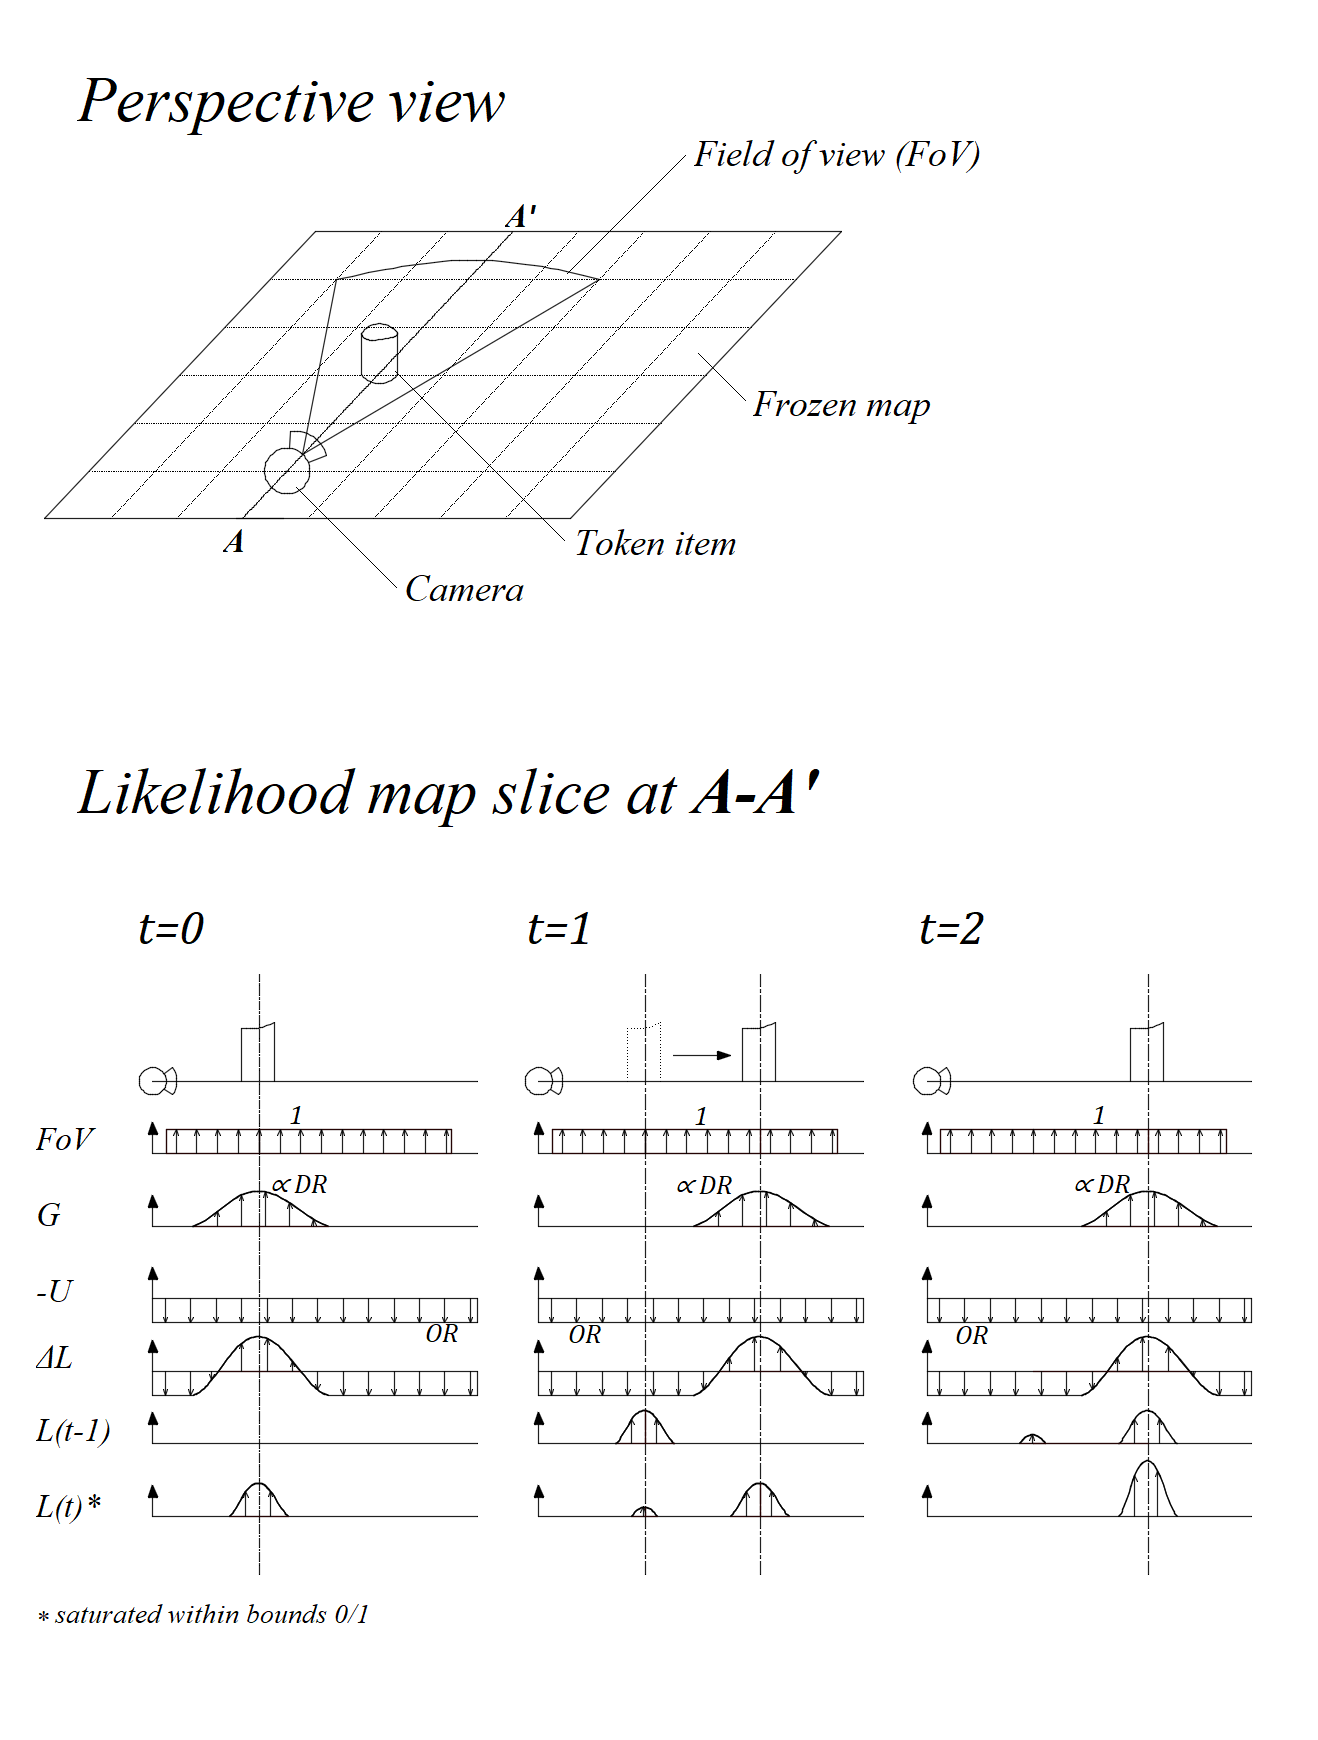 Perspective view
Field of view (FoV)
A'
Frozen map
Token item
A
Camera
Likelihood map slice at A-A'
t=0 t=1 t=2
FoV 1 1 1
G ∝DR ∝DR ∝DR
-U
OR OR OR
ΔL
L(t-1)
L(t)*
* saturated within bounds 0/1